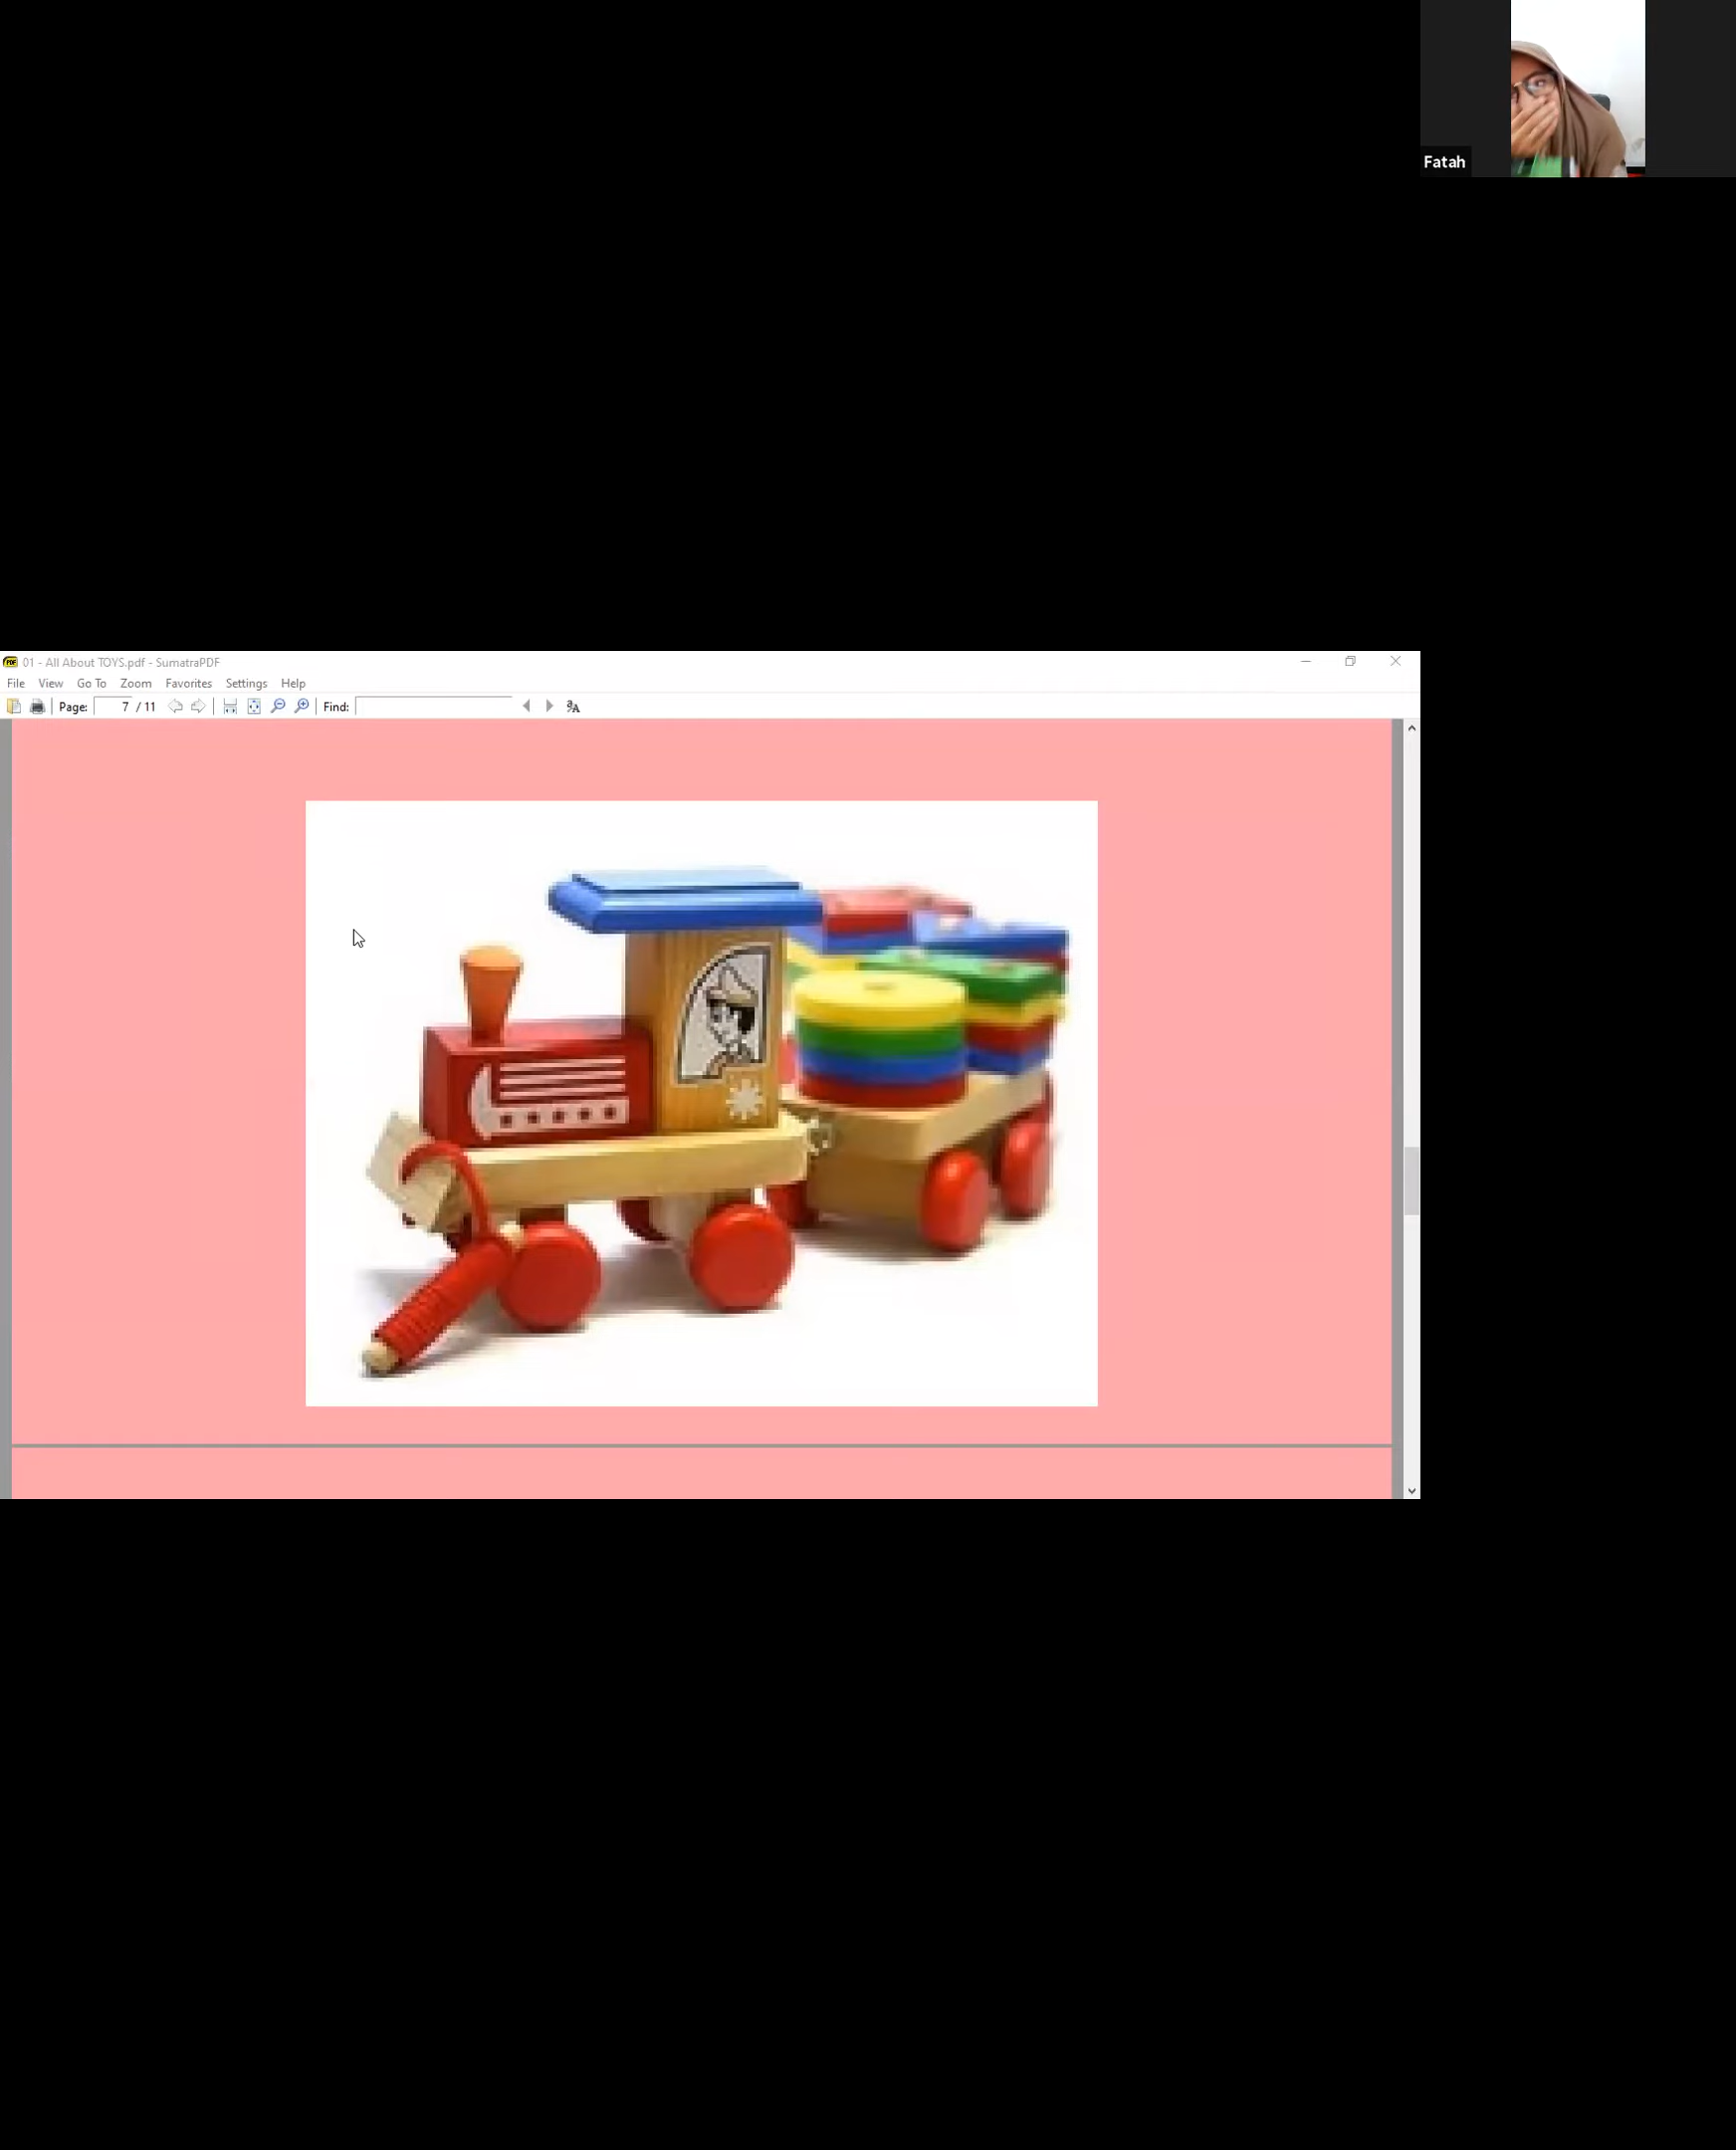 Fatah
01 - All About TOYS.pdf - SumatraPDF
File View Go To Zoom Favorites Settings Help
Page: 7 / 11 Find: